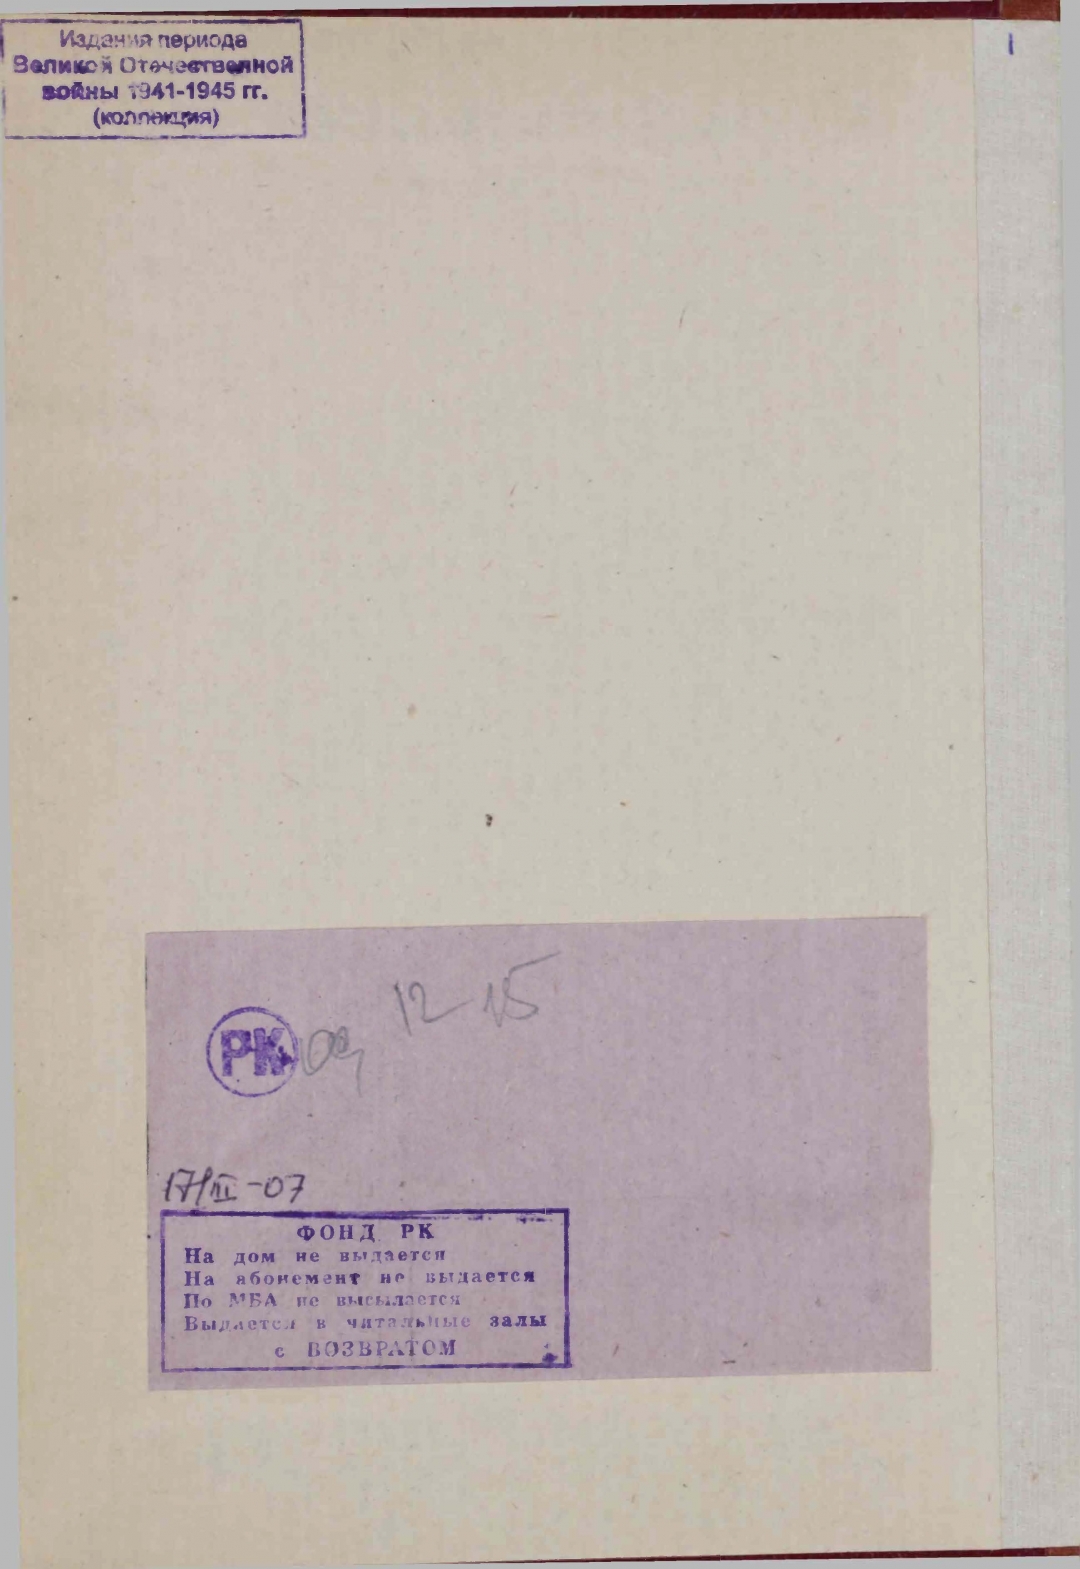 Издания периода
Великой Отечественной
войны 1941-1945 гг.
(коллекция)
12-15
РК 09
17/III-07
ФОНД РК
На дом не выдается
На абонемент не выдается
По МБА не высылается
Выдается в читальные залы
с ВОЗВРАТОМ